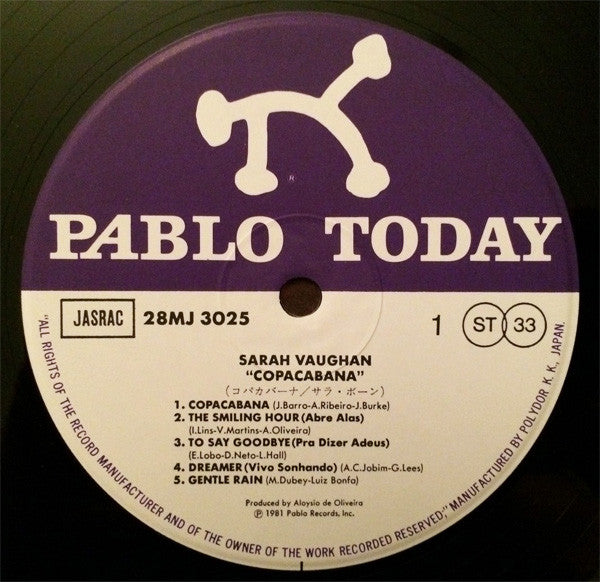 ®
PABLO TODAY
JASRAC 28MJ 3025 1 ST 33
SARAH VAUGHAN
“COPACABANA”
(コパカバーナ/サラ・ボーン)
1. COPACABANA (J.Barro-A.Ribeiro-J.Burke)
2. THE SMILING HOUR (Abre Alas)
(I.Lins-V.Martins-A.Oliveira)
3. TO SAY GOODBYE (Pra Dizer Adeus)
(E.Lobo-D.Neto-L.Hall)
4. DREAMER (Vivo Sonhando) (A.C.Jobim-G.Lees)
5. GENTLE RAIN (M.Dubey-Luiz Bonfa)
Produced by Aloysio de Oliveira
℗ 1981 Pablo Records, Inc.
“ALL RIGHTS OF THE RECORD MANUFACTURER AND OF THE OWNER OF THE WORK RECORDED RESERVED,” MANUFACTURED BY POLYDOR K. K., JAPAN.